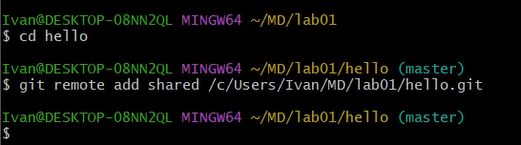 Ivan@DESKTOP-08NN2QL MINGW64 ~/MD/lab01
$ cd hello
Ivan@DESKTOP-08NN2QL MINGW64 ~/MD/lab01/hello (master)
$ git remote add shared /c/Users/Ivan/MD/lab01/hello.git
Ivan@DESKTOP-08NN2QL MINGW64 ~/MD/lab01/hello (master)
$